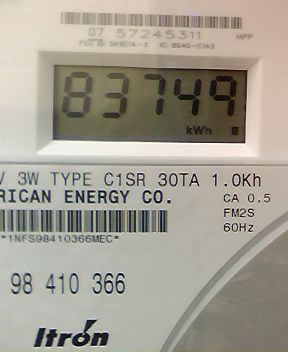 07 57245311
HPP
83749
kWh
V 3W TYPE C1SR 30TA 1.0Kh
RICAN ENERGY CO.
CA 0.5
FM2S
60Hz
*1NFS98410366MEC*
98 410 366
Itron